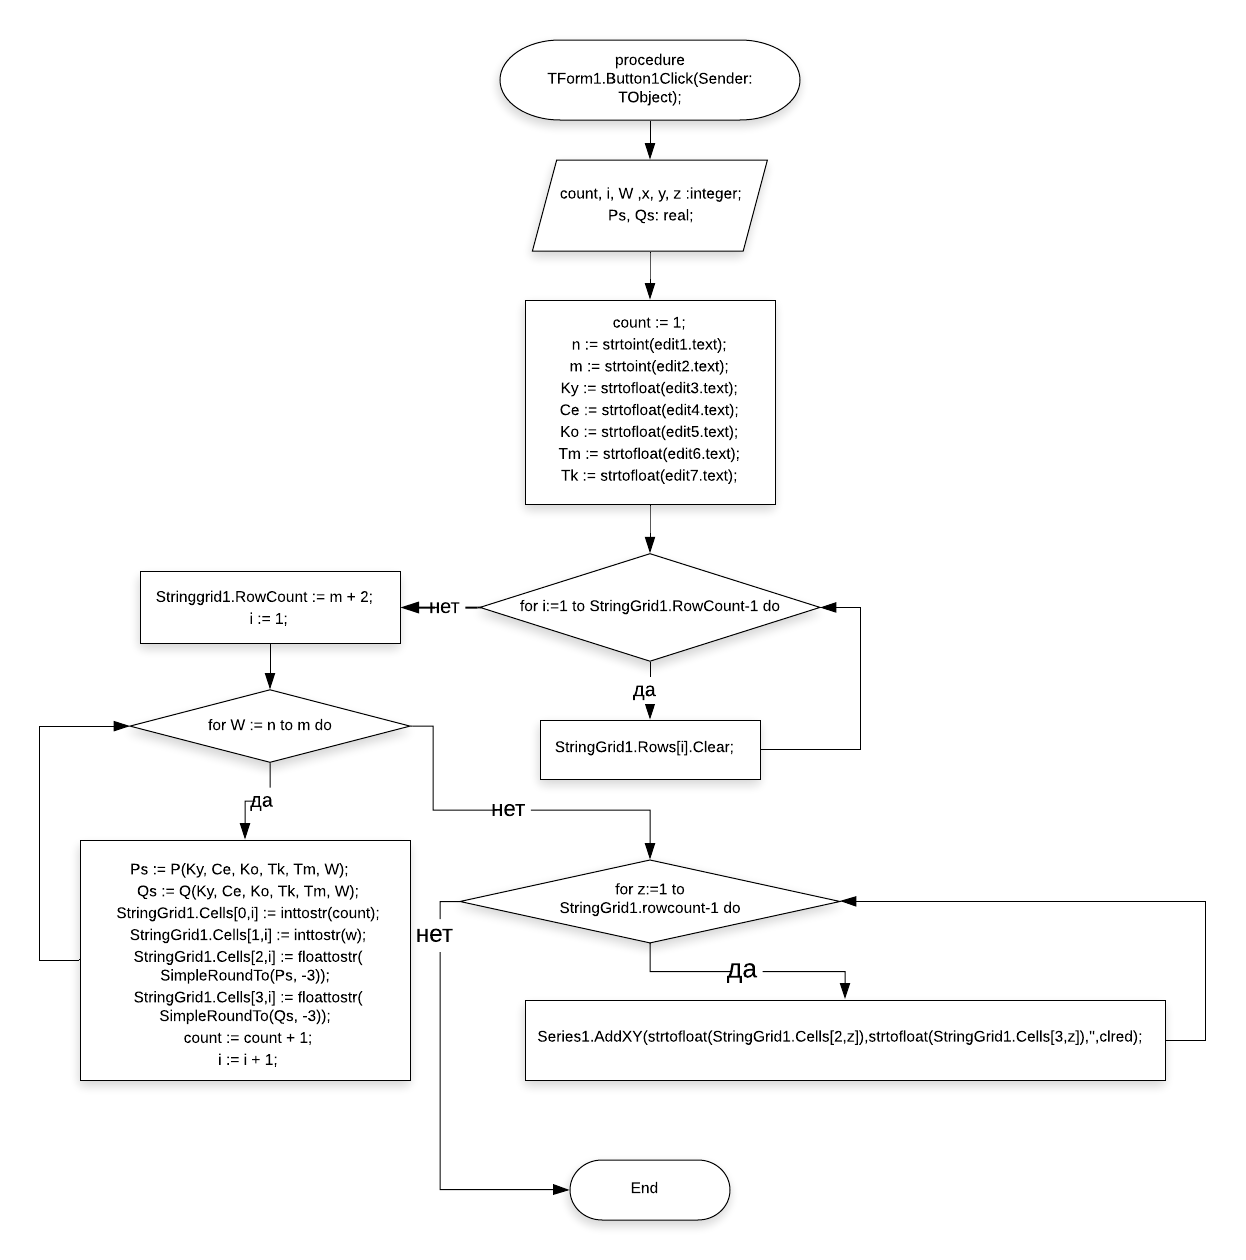 procedure
TForm1.Button1Click(Sender:
TObject);
count, i, W ,x, y, z :integer;
Ps, Qs: real;
count := 1;
n := strtoint(edit1.text);
m := strtoint(edit2.text);
Ky := strtofloat(edit3.text);
Ce := strtofloat(edit4.text);
Ko := strtofloat(edit5.text);
Tm := strtofloat(edit6.text);
Tk := strtofloat(edit7.text);
for i:=1 to StringGrid1.RowCount-1 do
нет
Stringgrid1.RowCount := m + 2;
i := 1;
да
StringGrid1.Rows[i].Clear;
for W := n to m do
да
нет
Ps := P(Ky, Ce, Ko, Tk, Tm, W);
Qs := Q(Ky, Ce, Ko, Tk, Tm, W);
StringGrid1.Cells[0,i] := inttostr(count);
StringGrid1.Cells[1,i] := inttostr(w);
StringGrid1.Cells[2,i] := floattostr(
SimpleRoundTo(Ps, -3));
StringGrid1.Cells[3,i] := floattostr(
SimpleRoundTo(Qs, -3));
count := count + 1;
i := i + 1;
for z:=1 to
StringGrid1.rowcount-1 do
нет
да
Series1.AddXY(strtofloat(StringGrid1.Cells[2,z]),strtofloat(StringGrid1.Cells[3,z]),'',clred);
End